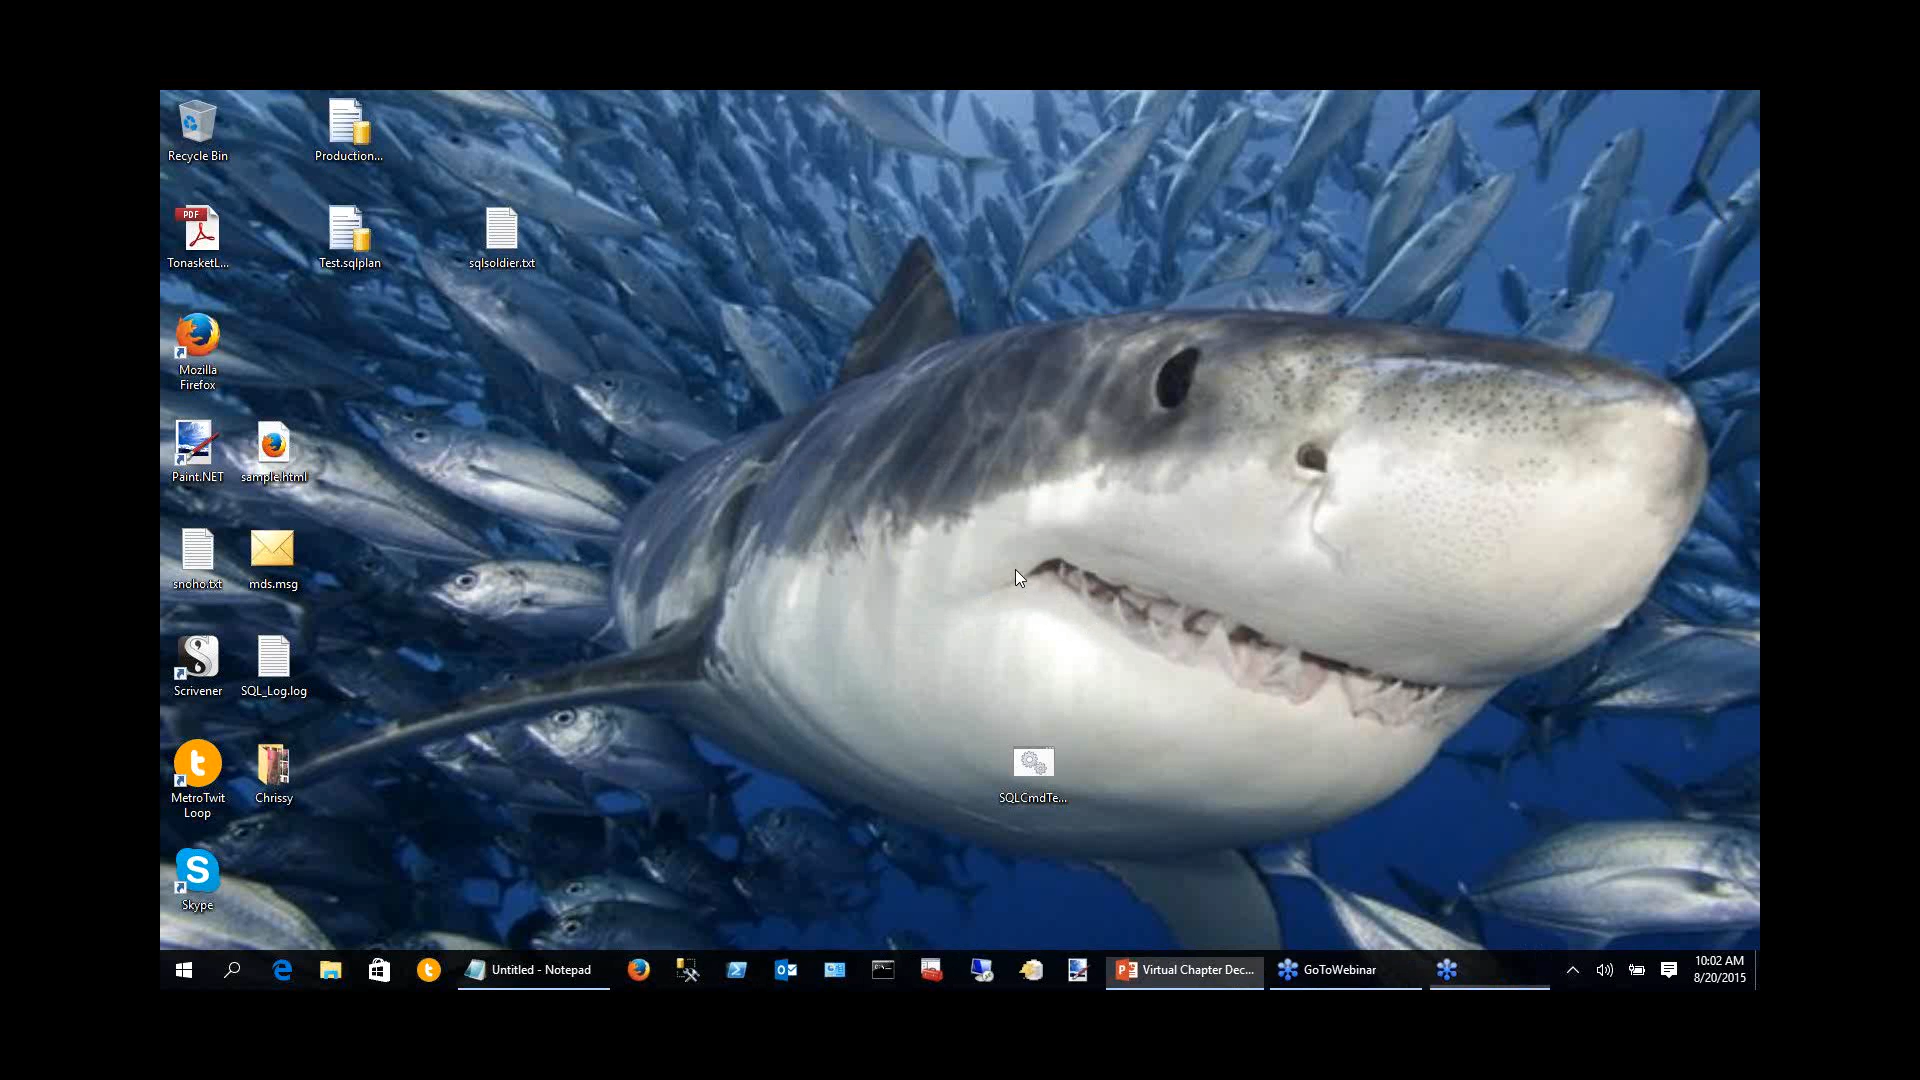 Recycle Bin
Production...
PDF
TonasketL...
Test.sqlplan
sqlsoldier.txt
Mozilla
Firefox
Paint.NET
sample.html
snoho.txt
mds.msg
Scrivener
SQL_Log.log
MetroTwit
Loop
Chrissy
SQLCmdTe...
Skype
Untitled - Notepad
Virtual Chapter Dec...
GoToWebinar
10:02 AM
8/20/2015